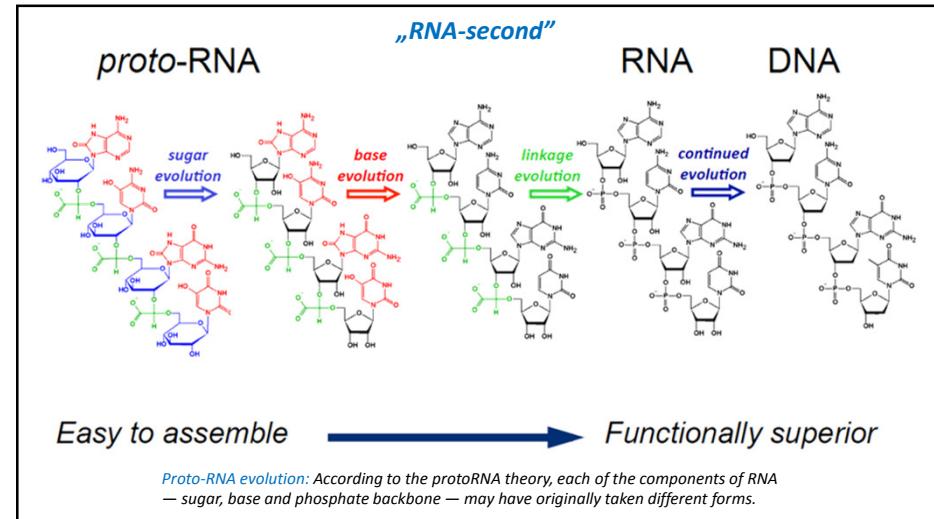 „RNA-second”
proto-RNA
RNA
DNA
sugar
evolution
base
evolution
linkage
evolution
continued
evolution
Easy to assemble
Functionally superior
Proto-RNA evolution: According to the protoRNA theory, each of the components of RNA
— sugar, base and phosphate backbone — may have originally taken different forms.